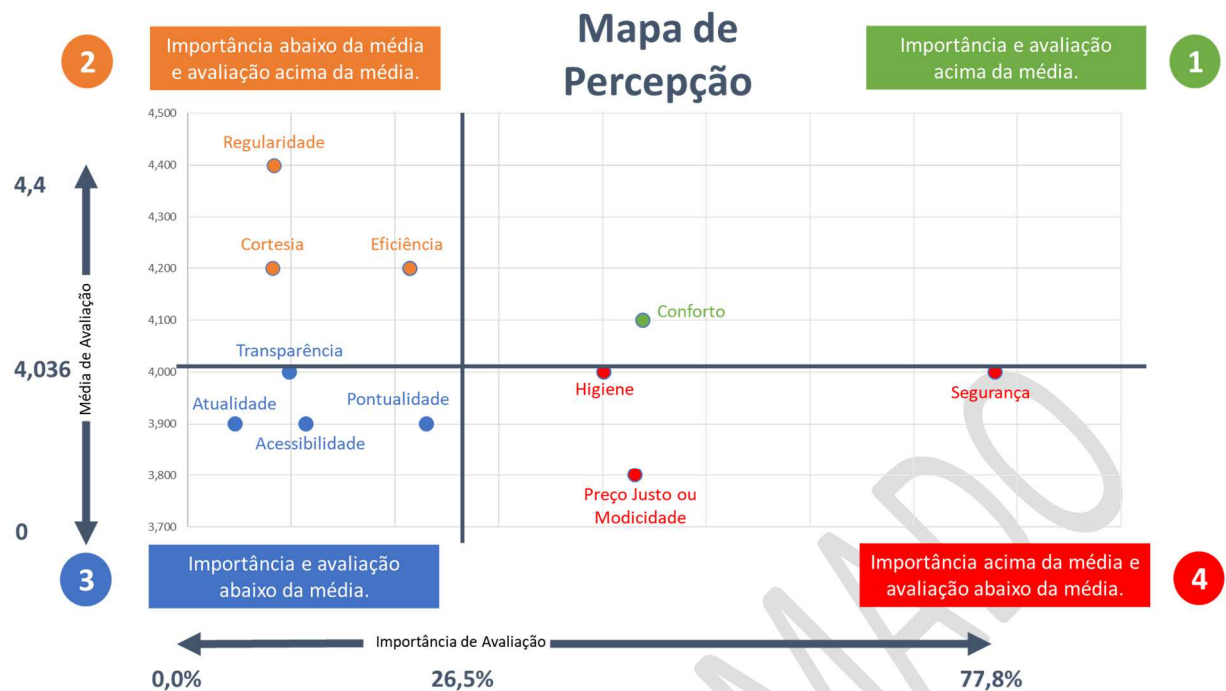 Mapa de
Percepção
2
Importância abaixo da média
e avaliação acima da média.
Importância e avaliação
acima da média.
1
4,500
4,400
4,300
4,200
4,100
4,000
3,900
3,800
3,700
4,4
4,036
0
Média de Avaliação
Regularidade
Cortesia
Eficiência
Conforto
Transparência
Higiene
Segurança
Atualidade
Pontualidade
Acessibilidade
Preço Justo ou
Modicidade
3
Importância e avaliação
abaixo da média.
Importância acima da média e
avaliação abaixo da média.
4
Importância de Avaliação
0,0%
26,5%
77,8%
MADO